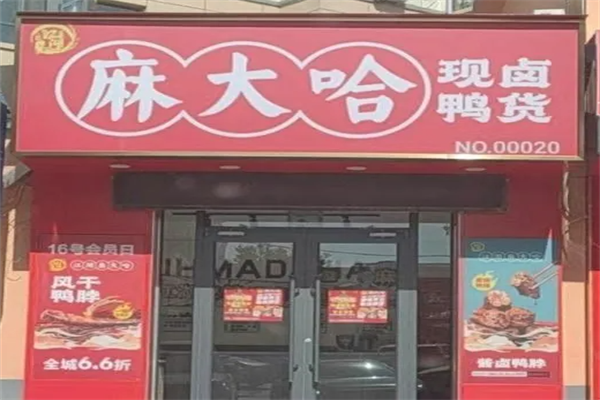 麻大哈
现卤
鸭货
NO.00020
16号会员日
风干
鸭脖
全城6.6折
酱卤鸭脖